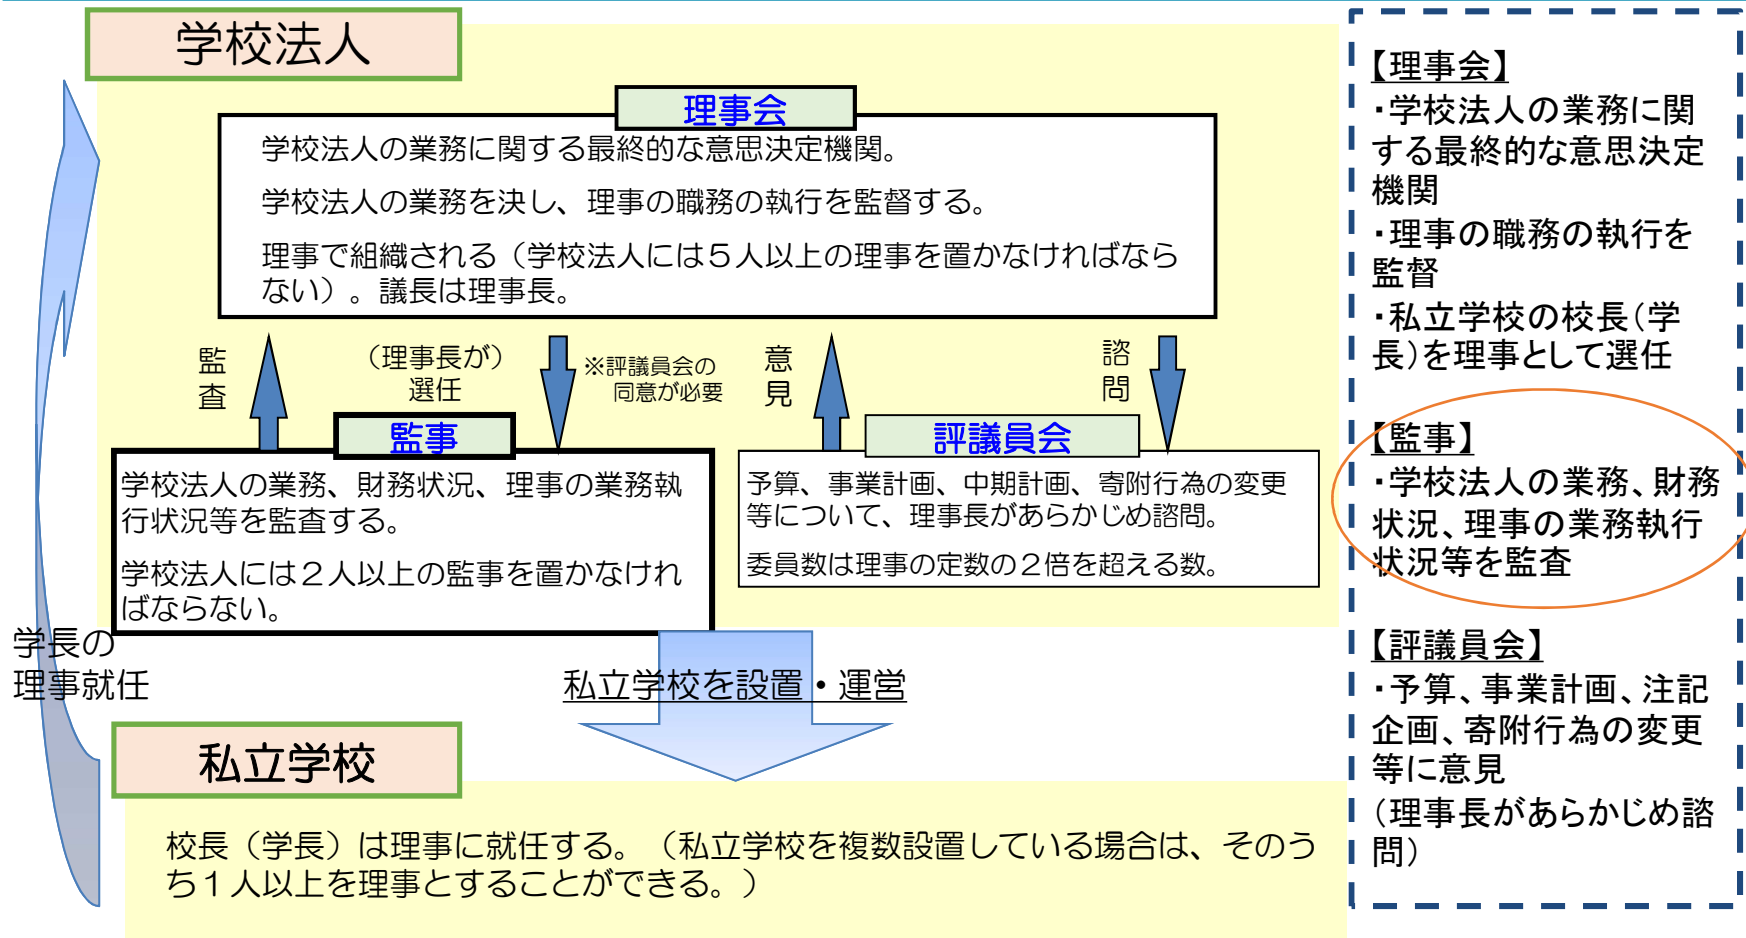 学校法人
理事会
学校法人の業務に関する最終的な意思決定機関。
学校法人の業務を決し、理事の職務の執行を監督する。
理事で組織される（学校法人には５人以上の理事を置かなければなら
ない）。議長は理事長。
監
査
（理事長が）
選任
※評議員会の
同意が必要
意
見
諮
問
監事
学校法人の業務、財務状況、理事の業務執
行状況等を監査する。
学校法人には２人以上の監事を置かなけれ
ばならない。
評議員会
予算、事業計画、中期計画、寄附行為の変更
等について、理事長があらかじめ諮問。
委員数は理事の定数の２倍を超える数。
学長の
理事就任
私立学校を設置・運営
私立学校
校長（学長）は理事に就任する。（私立学校を複数設置している場合は、そのう
ち１人以上を理事とすることができる。）
【理事会】
・学校法人の業務に関
する最終的な意思決定
機関
・理事の職務の執行を
監督
・私立学校の校長（学
長）を理事として選任
【監事】
・学校法人の業務、財務
状況、理事の業務執行
状況等を監査
【評議員会】
・予算、事業計画、注記
企画、寄附行為の変更
等に意見
（理事長があらかじめ諮
問）